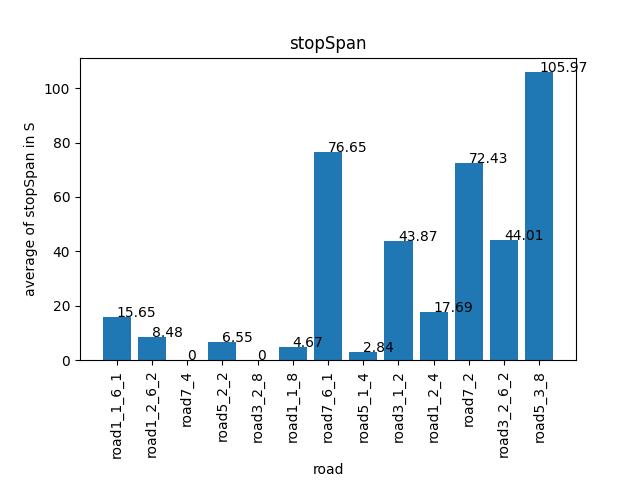 stopSpan
average of stopSpan in S
100
80
60
40
20
0
15.65
8.48
0
6.55
0
4.67
76.65
2.84
43.87
17.69
72.43
44.01
105.97
road1_1_6_1
road1_2_6_2
road7_4
road5_2_2
road3_2_8
road1_1_8
road7_6_1
road5_1_4
road3_1_2
road1_2_4
road7_2
road3_2_6_2
road5_3_8
road